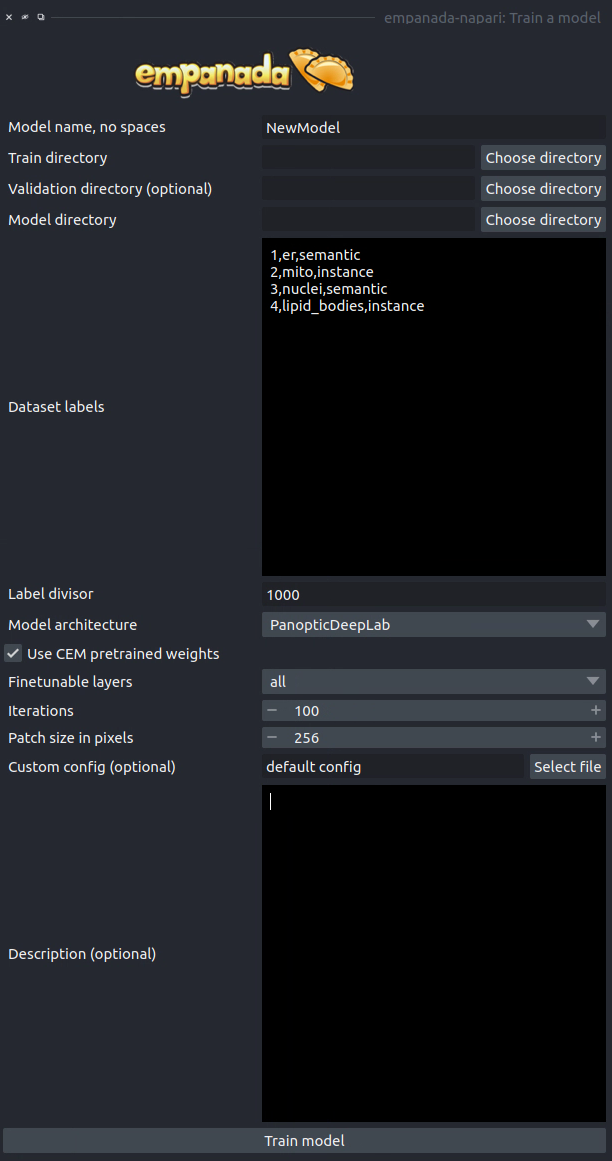 empanada-napari: Train a model
empanada
Model name, no spaces NewModel
Train directory Choose directory
Validation directory (optional) Choose directory
Model directory Choose directory
1,er,semantic
2,mito,instance
3,nuclei,semantic
4,lipid_bodies,instance
Dataset labels
Label divisor 1000
Model architecture PanopticDeepLab
Use CEM pretrained weights
Finetunable layers all
Iterations 100
Patch size in pixels 256
Custom config (optional) default config Select file
Description (optional)
Train model